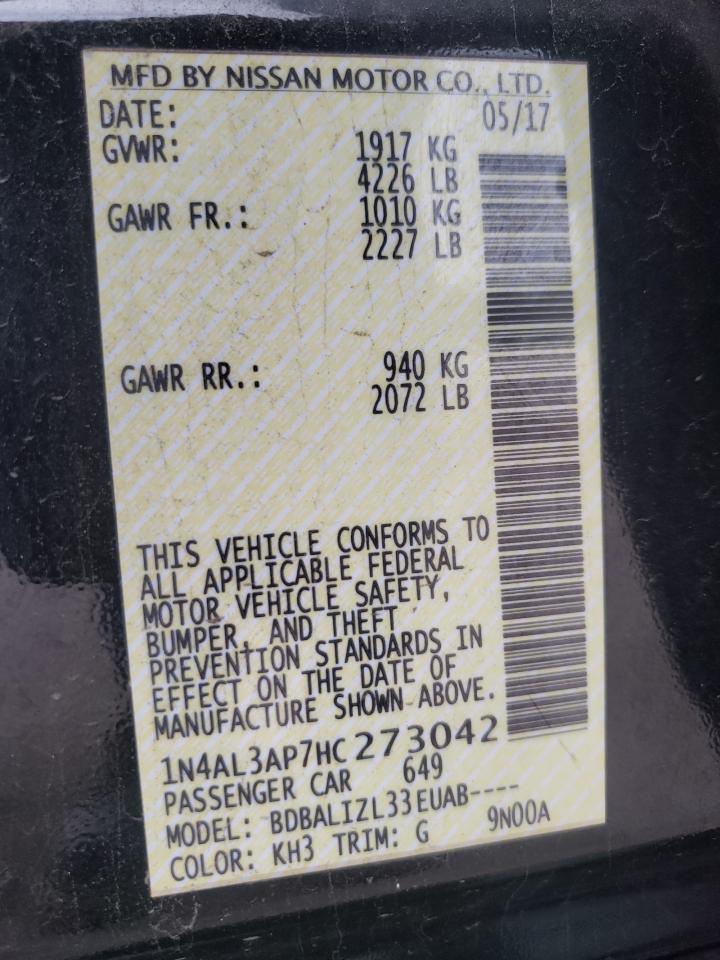 MFD BY NISSAN MOTOR CO., LTD.
DATE: 05/17
GVWR: 1917 KG
4226 LB
GAWR FR.: 1010 KG
2227 LB
GAWR RR.: 940 KG
2072 LB
THIS VEHICLE CONFORMS TO
ALL APPLICABLE FEDERAL
MOTOR VEHICLE SAFETY,
BUMPER, AND THEFT
PREVENTION STANDARDS IN
EFFECT ON THE DATE OF
MANUFACTURE SHOWN ABOVE.
1N4AL3AP7HC273042
PASSENGER CAR 649
MODEL: BDBALIZL33EUAB----
COLOR: KH3 TRIM: G 9N00A